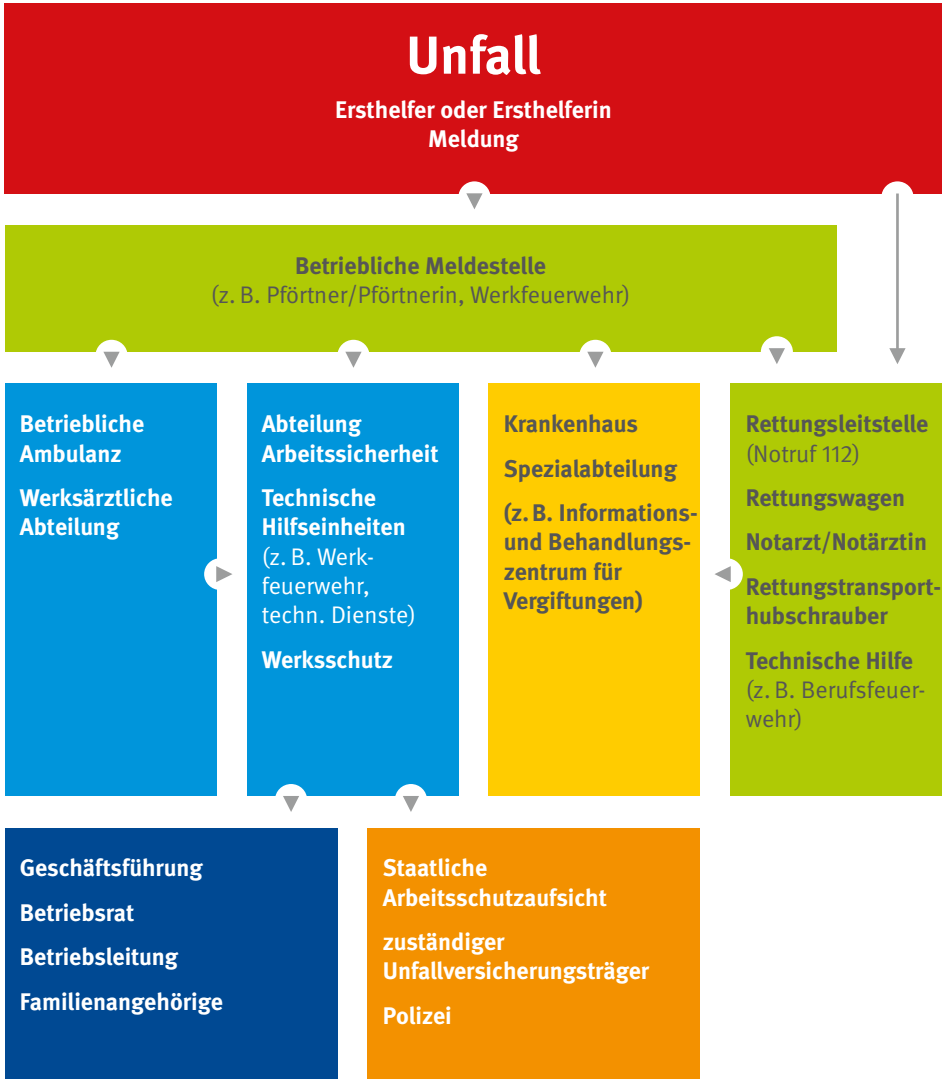 Unfall
Ersthelfer oder Ersthelferin
Meldung
Betriebliche Meldestelle
(z. B. Pförtner/Pförtnerin, Werkfeuerwehr)
Betriebliche
Ambulanz
Werksärztliche
Abteilung
Abteilung
Arbeitssicherheit
Technische
Hilfseinheiten
(z. B. Werk-
feuerwehr,
techn. Dienste)
Werksschutz
Krankenhaus
Spezialabteilung
(z. B. Informations-
und Behandlungs-
zentrum für
Vergiftungen)
Rettungsleitstelle
(Notruf 112)
Rettungswagen
Notarzt/Notärztin
Rettungstransport-
hubschrauber
Technische Hilfe
(z. B. Berufsfeuer-
wehr)
Geschäftsführung
Betriebsrat
Betriebsleitung
Familienangehörige
Staatliche
Arbeitsschutzaufsicht
zuständiger
Unfallversicherungsträger
Polizei